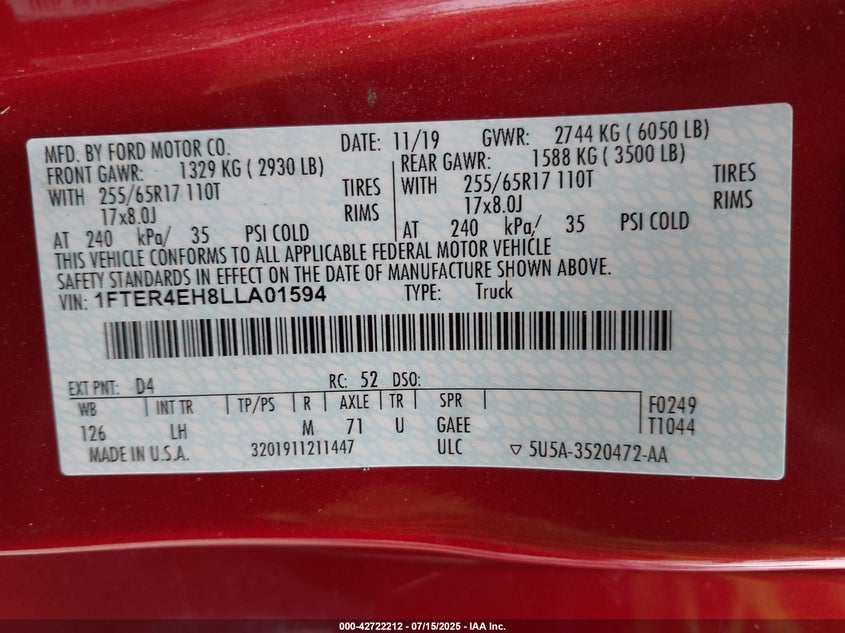 MFD. BY FORD MOTOR CO. DATE: 11/19 GVWR: 2744 KG ( 6050 LB)
FRONT GAWR: 1329 KG ( 2930 LB) REAR GAWR: 1588 KG ( 3500 LB)
WITH 255/65R17 110T TIRES WITH 255/65R17 110T TIRES
17x8.0J RIMS 17x8.0J RIMS
AT 240 kPa/ 35 PSI COLD AT 240 kPa/ 35 PSI COLD
THIS VEHICLE CONFORMS TO ALL APPLICABLE FEDERAL MOTOR VEHICLE
SAFETY STANDARDS IN EFFECT ON THE DATE OF MANUFACTURE SHOWN ABOVE.
VIN: 1FTER4EH8LLA01594 TYPE: Truck
EXT PNT: D4 RC: 52 DSO:
WB INT TR TP/PS R AXLE TR SPR F0249
126 LH M 71 U GAEE T1044
MADE IN U.S.A. 3201911211447 ULC ▽ 5U5A-3520472-AA
000-42722212 - 07/15/2025 - IAA Inc.